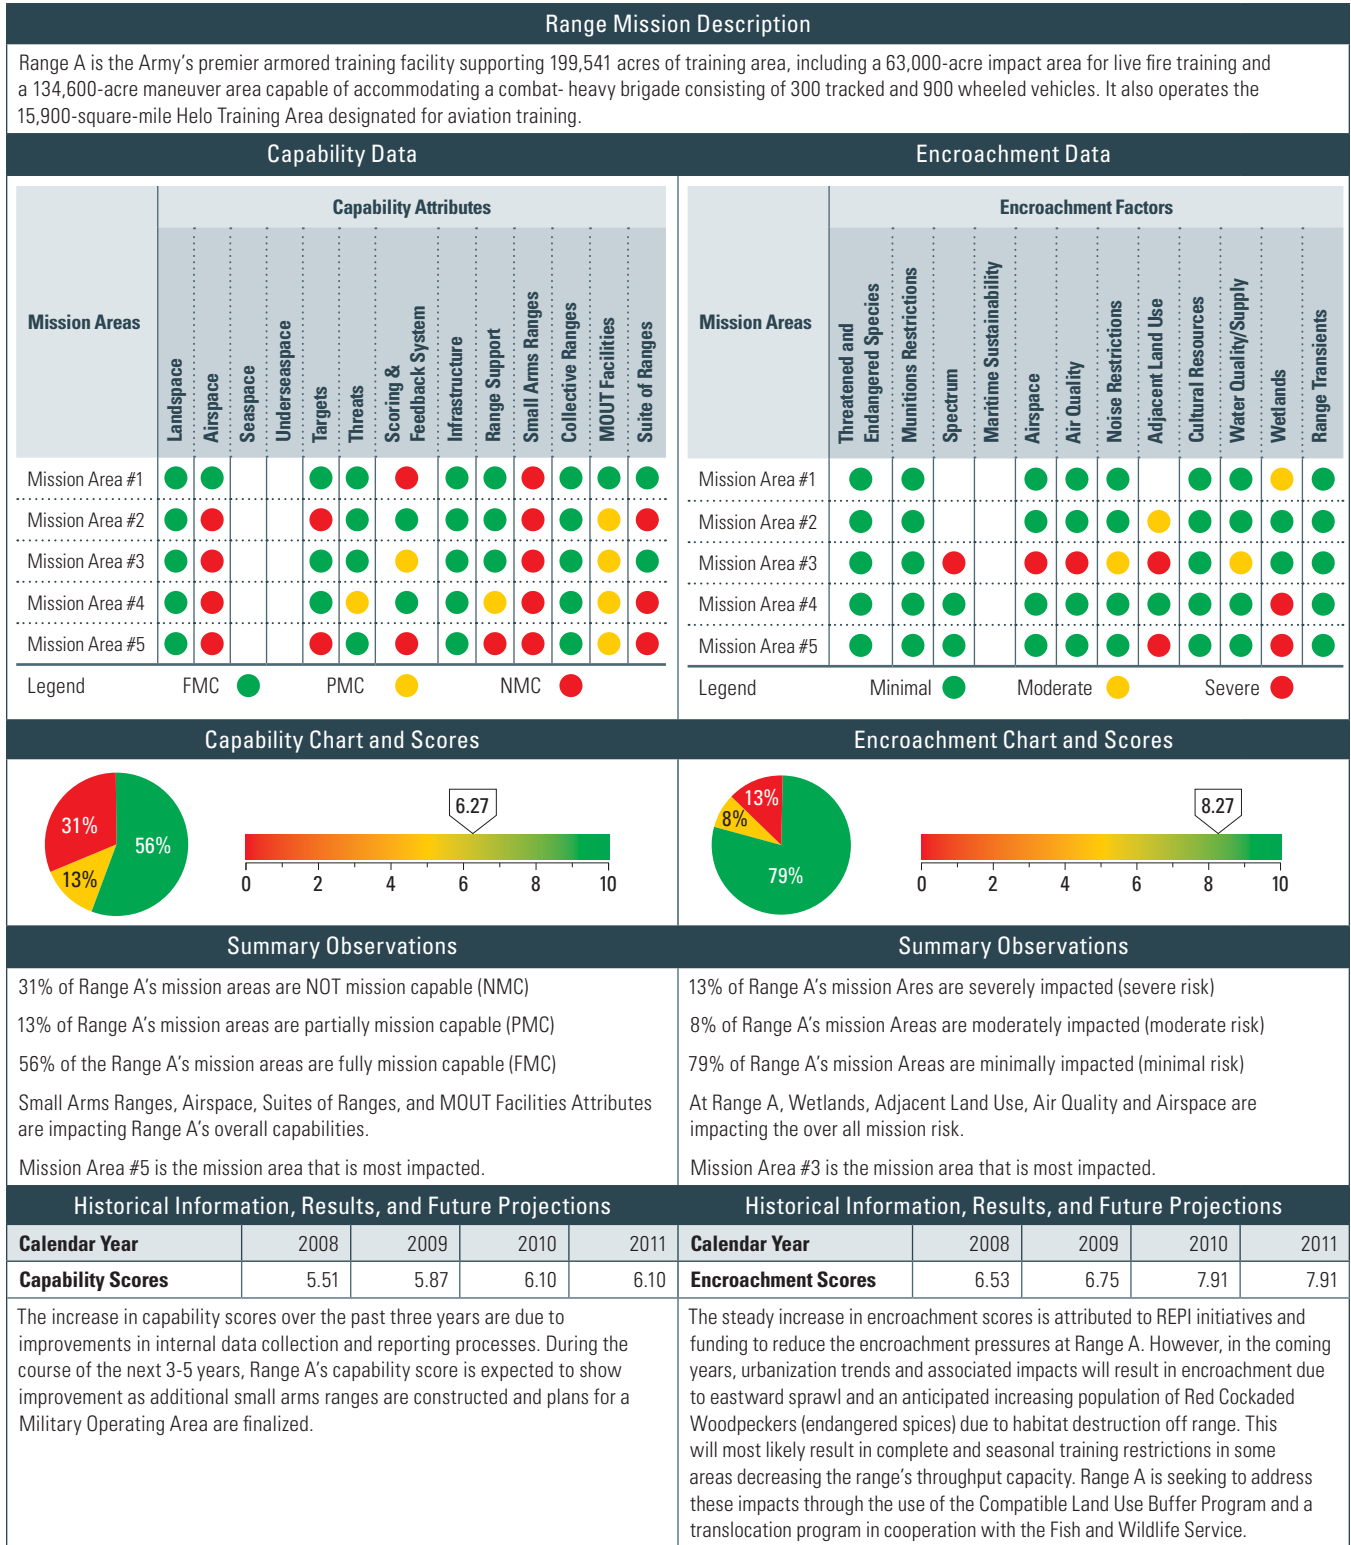 Range Mission Description
Range A is the Army's premier armored training facility supporting 199,541 acres of training area, including a 63,000-acre impact area for live fire training and
a 134,600-acre maneuver area capable of accommodating a combat- heavy brigade consisting of 300 tracked and 900 wheeled vehicles. It also operates the
15,900-square-mile Helo Training Area designated for aviation training.
Capability Data
Mission Areas
Capability Attributes
Landspace
Airspace
Seaspace
Underseaspace
Targets
Threats
Scoring &
Feedback System
Infrastructure
Range Support
Small Arms Ranges
Collective Ranges
MOUT Facilities
Suite of Ranges
Mission Area #1
Mission Area #2
Mission Area #3
Mission Area #4
Mission Area #5
Legend FMC PMC NMC
Encroachment Data
Mission Areas
Encroachment Factors
Threatened and
Endangered Species
Munitions Restrictions
Spectrum
Maritime Sustainability
Airspace
Air Quality
Noise Restrictions
Adjacent Land Use
Cultural Resources
Water Quality/Supply
Wetlands
Range Transients
Mission Area #1
Mission Area #2
Mission Area #3
Mission Area #4
Mission Area #5
Legend Minimal Moderate Severe
Capability Chart and Scores
31%
56%
13%
6.27
0 2 4 6 8 10
Encroachment Chart and Scores
13%
8%
79%
8.27
0 2 4 6 8 10
Summary Observations
31% of Range A's mission areas are NOT mission capable (NMC)
13% of Range A's mission areas are partially mission capable (PMC)
56% of the Range A's mission areas are fully mission capable (FMC)
Small Arms Ranges, Airspace, Suites of Ranges, and MOUT Facilities Attributes
are impacting Range A's overall capabilities.
Mission Area #5 is the mission area that is most impacted.
Summary Observations
13% of Range A's mission Ares are severely impacted (severe risk)
8% of Range A's mission Areas are moderately impacted (moderate risk)
79% of Range A's mission Areas are minimally impacted (minimal risk)
At Range A, Wetlands, Adjacent Land Use, Air Quality and Airspace are
impacting the over all mission risk.
Mission Area #3 is the mission area that is most impacted.
Historical Information, Results, and Future Projections
Calendar Year 2008 2009 2010 2011
Capability Scores 5.51 5.87 6.10 6.10
The increase in capability scores over the past three years are due to
improvements in internal data collection and reporting processes. During the
course of the next 3-5 years, Range A's capability score is expected to show
improvement as additional small arms ranges are constructed and plans for a
Military Operating Area are finalized.
Historical Information, Results, and Future Projections
Calendar Year 2008 2009 2010 2011
Encroachment Scores 6.53 6.75 7.91 7.91
The steady increase in encroachment scores is attributed to REPI initiatives and
funding to reduce the encroachment pressures at Range A. However, in the coming
years, urbanization trends and associated impacts will result in encroachment due
to eastward sprawl and an anticipated increasing population of Red Cockaded
Woodpeckers (endangered spices) due to habitat destruction off range. This
will most likely result in complete and seasonal training restrictions in some
areas decreasing the range's throughput capacity. Range A is seeking to address
these impacts through the use of the Compatible Land Use Buffer Program and a
translocation program in cooperation with the Fish and Wildlife Service.